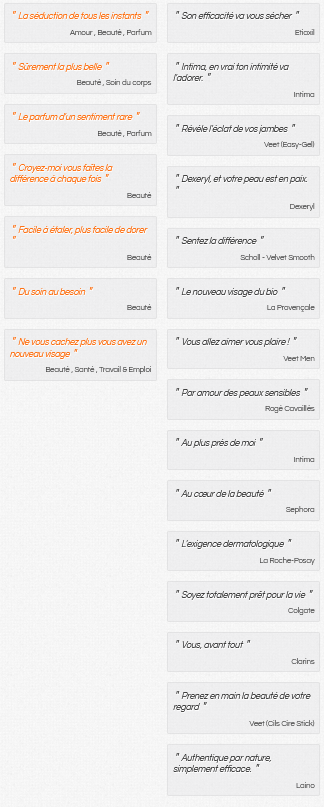 " La séduction de tous les instants "
Amour , Beauté , Parfum
" Sûrement la plus belle "
Beauté , Soin du corps
" Le parfum d'un sentiment rare "
Beauté , Parfum
" Croyez-moi vous faîtes la
différence à chaque fois "
Beauté
" Facile à étaler, plus facile de dorer
"
Beauté
" Du soin au besoin "
Beauté
" Ne vous cachez plus vous avez un
nouveau visage "
Beauté , Santé , Travail & Emploi
" Son efficacité va vous sécher "
Etiaxil
" Intima, en vrai ton intimité va
l'adorer. "
Intima
" Révèle l'éclat de vos jambes "
Veet (Easy-Gel)
" Dexeryl, et votre peau est en paix.
"
Dexeryl
" Sentez la différence "
Scholl - Velvet Smooth
" Le nouveau visage du bio "
La Provençale
" Vous allez aimer vous plaire ! "
Veet Men
" Par amour des peaux sensibles "
Rogé Cavaillès
" Au plus près de moi "
Intima
" Au cœur de la beauté "
Sephora
" L'exigence dermatologique "
La Roche-Posay
" Soyez totalement prêt pour la vie "
Colgate
" Vous, avant tout "
Clarins
" Prenez en main la beauté de votre
regard "
Veet (Cils Cire Stick)
" Authentique par nature,
simplement efficace. "
Laino